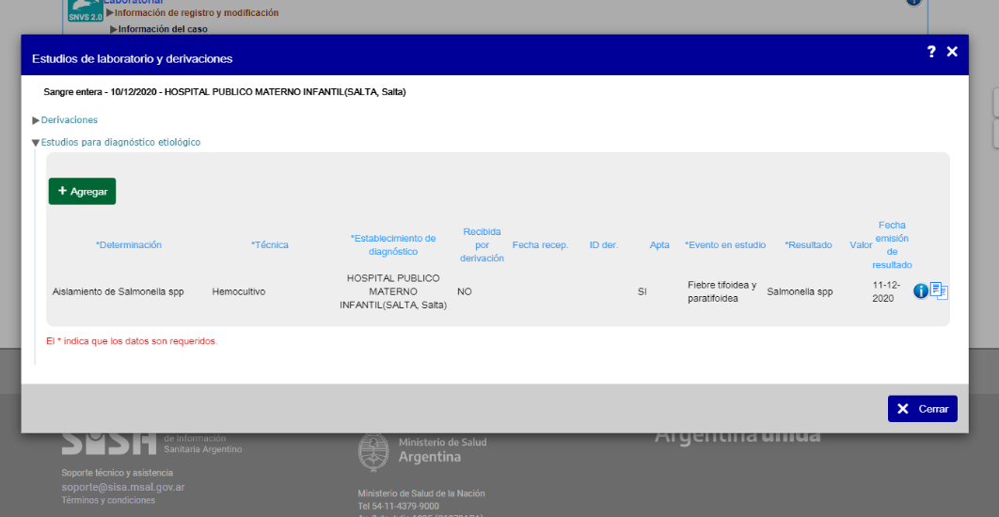 Laboratorial
SNVS 2.0
Información de registro y modificación
Información del caso
Estudios de laboratorio y derivaciones
? ×
Sangre entera - 10/12/2020 - HOSPITAL PUBLICO MATERNO INFANTIL(SALTA, Salta)
Derivaciones
Estudios para diagnóstico etiológico
+ Agregar
*Determinación
*Técnica
*Establecimiento de
diagnóstico
Recibida
por
derivación
Fecha recep.
ID der.
Apta
*Evento en estudio
*Resultado
Valor
Fecha
emisión
de
resultado
Aislamiento de Salmonella spp
Hemocultivo
HOSPITAL PUBLICO
MATERNO
INFANTIL(SALTA, Salta)
NO
SI
Fiebre tifoidea y
paratifoidea
Salmonella spp
11-12-
2020
El * indica que los datos son requeridos.
× Cerrar
SISA
de Información
Sanitaria Argentino
Soporte técnico y asistencia
soporte@sisa.msal.gov.ar
Términos y condiciones
Ministerio de Salud
Argentina
Ministerio de Salud de la Nación
Tel 54-11-4379-9000
Argentina unida